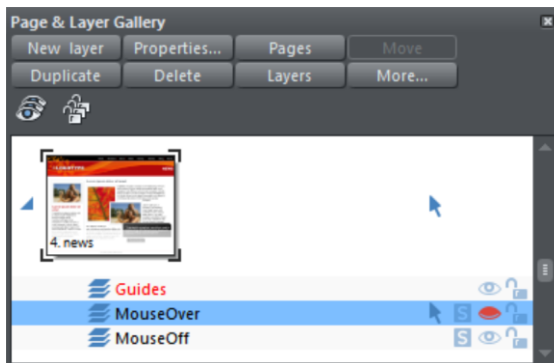 Page & Layer Gallery
New layer Properties... Pages Move
Duplicate Delete Layers More...
4. news
Guides
MouseOver
S
MouseOff
S